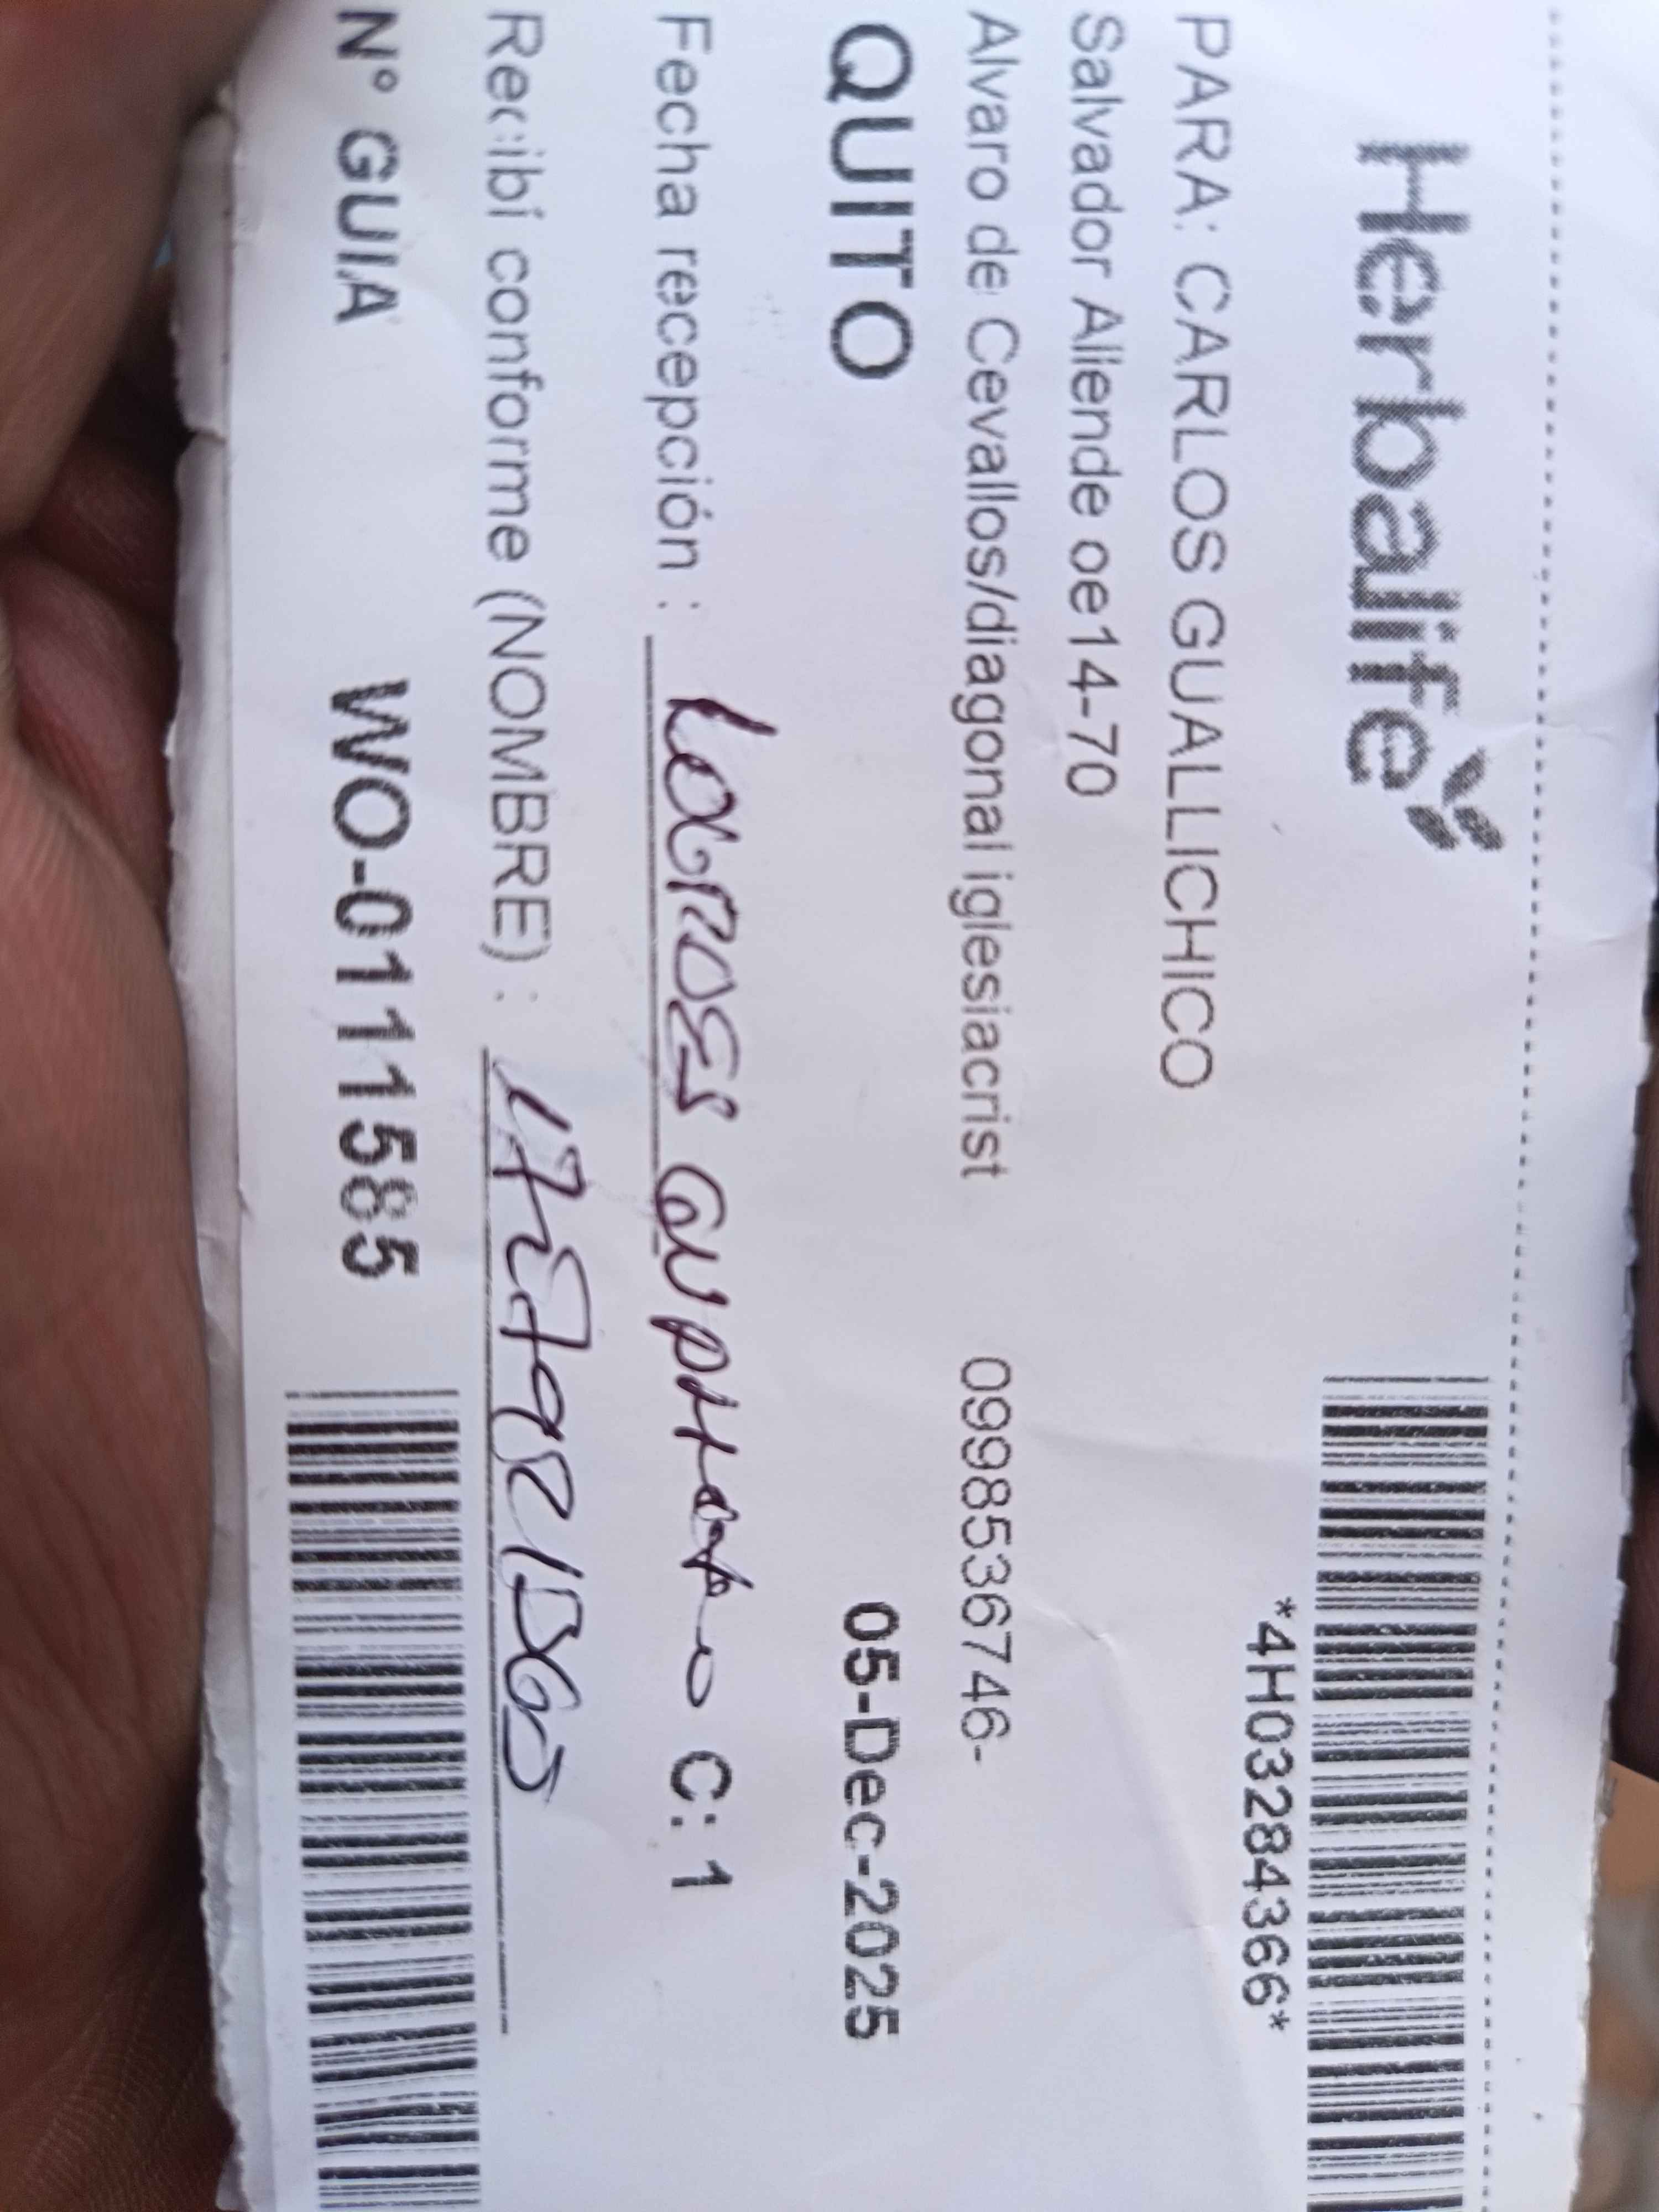 Herbalife
*4H03284366*
PARA: CARLOS GUALLICHICO
Salvador Allende oe14-70
Alvaro de Cevallos/diagonal iglesiacrist 0998536746-
QUITO 05-Dec-2025
Fecha recepción : C: 1
Recibí conforme (NOMBRE) :
N° GUIA WO-0111585